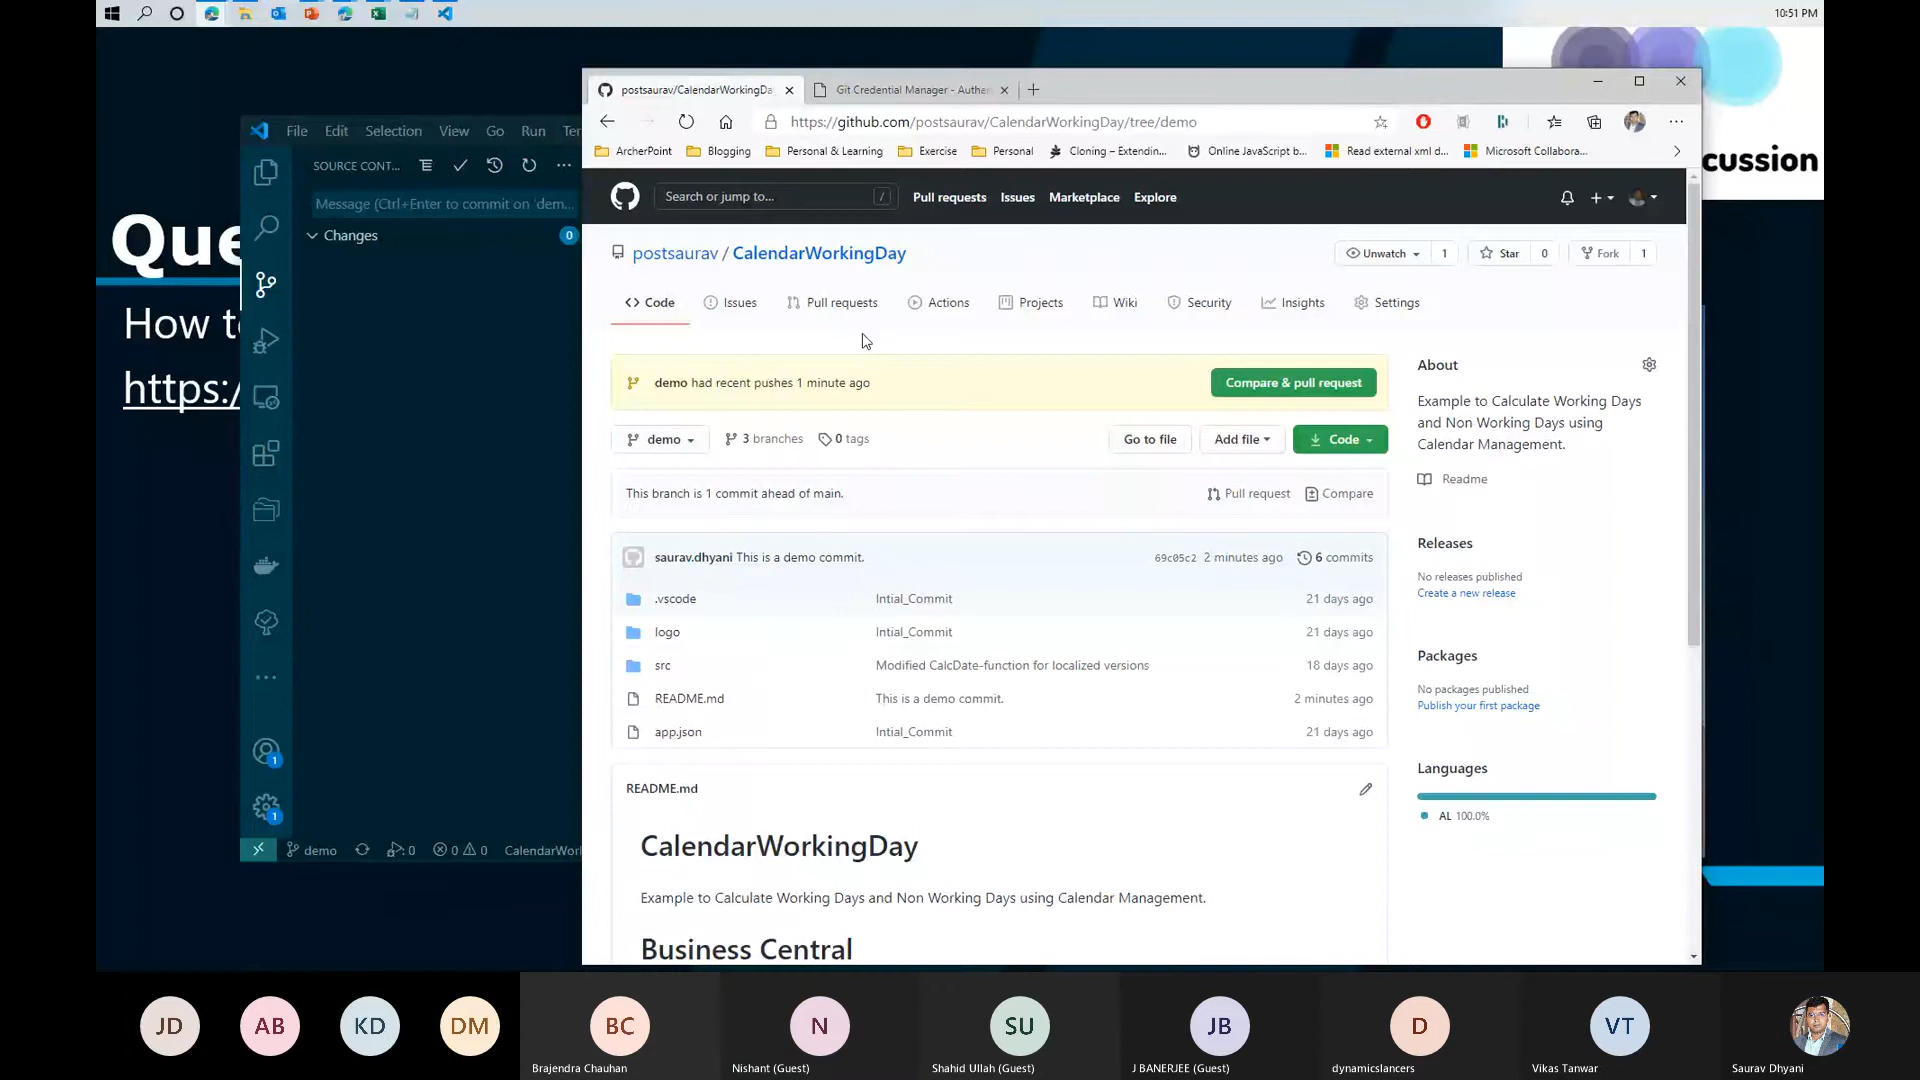 10:51 PM
postsaurav/CalendarWorkingDa
Git Credential Manager - Authen
https://github.com/postsaurav/CalendarWorkingDay/tree/demo
ArcherPoint
Blogging
Personal & Learning
Exercise
Personal
Cloning – Extendin...
Online JavaScript b...
Read external xml d...
Microsoft Collabora...
cussion
File Edit Selection View Go Run Ter
SOURCE CONT...
Message (Ctrl+Enter to commit on 'dem...
Changes 0
Que
How t
https:/
Search or jump to... /
Pull requests Issues Marketplace Explore
postsaurav / CalendarWorkingDay
Unwatch 1 Star 0 Fork 1
Code Issues Pull requests Actions Projects Wiki Security Insights Settings
demo had recent pushes 1 minute ago
Compare & pull request
demo 3 branches 0 tags
Go to file Add file Code
This branch is 1 commit ahead of main.
Pull request Compare
saurav.dhyani This is a demo commit. 69c05c2 2 minutes ago 6 commits
.vscode Intial_Commit 21 days ago
logo Intial_Commit 21 days ago
src Modified CalcDate-function for localized versions 18 days ago
README.md This is a demo commit. 2 minutes ago
app.json Intial_Commit 21 days ago
README.md
CalendarWorkingDay
Example to Calculate Working Days and Non Working Days using Calendar Management.
Business Central
About
Example to Calculate Working Days
and Non Working Days using
Calendar Management.
Readme
Releases
No releases published
Create a new release
Packages
No packages published
Publish your first package
Languages
AL 100.0%
1
1
demo 0 0 0 CalendarWorl
JD AB KD DM BC N SU JB D VT
Brajendra Chauhan
Nishant (Guest)
Shahid Ullah (Guest)
J BANERJEE (Guest)
dynamicslancers
Vikas Tanwar
Saurav Dhyani